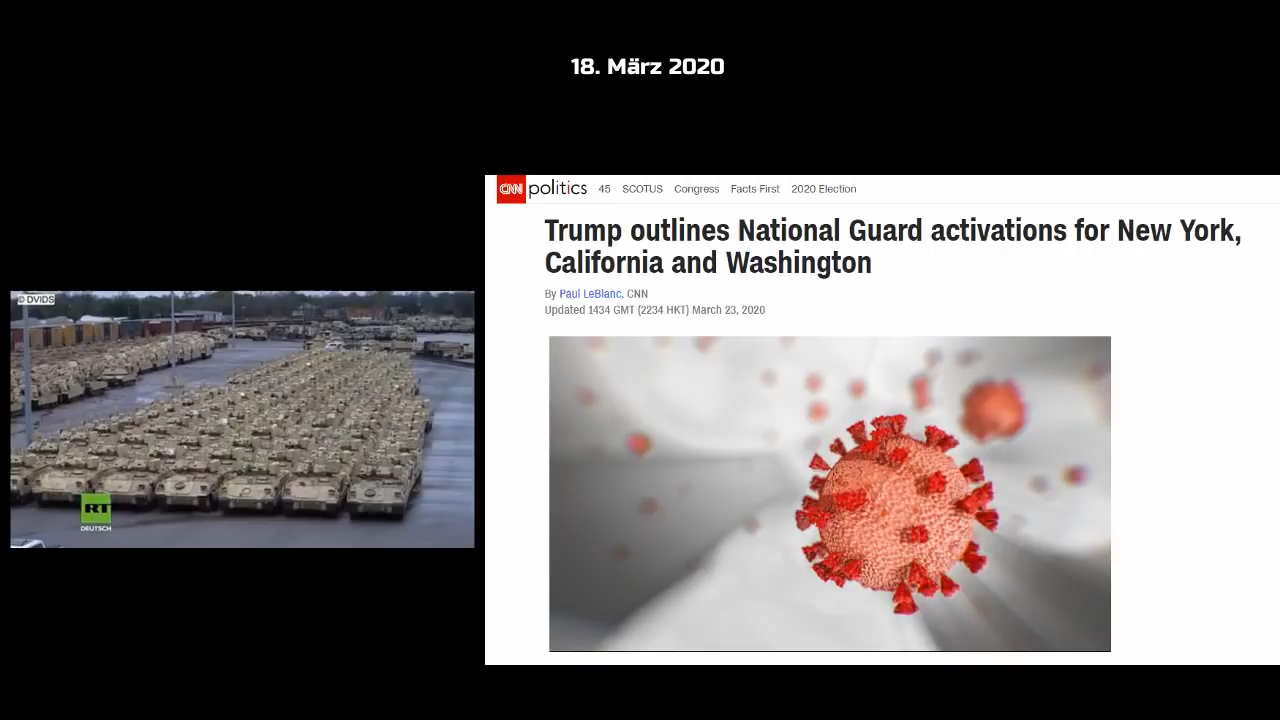 18. März 2020
CNN politics 45 SCOTUS Congress Facts First 2020 Election
Trump outlines National Guard activations for New York,
California and Washington
By Paul LeBlanc, CNN
Updated 1434 GMT (2234 HKT) March 23, 2020
© DVIDS
RT
DEUTSCH